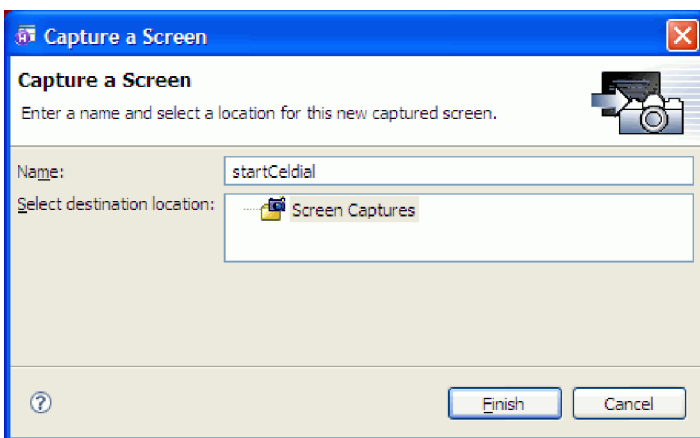 Capture a Screen
Capture a Screen
Enter a name and select a location for this new captured screen.
Name: startCeldial
Select destination location: Screen Captures
? Finish Cancel